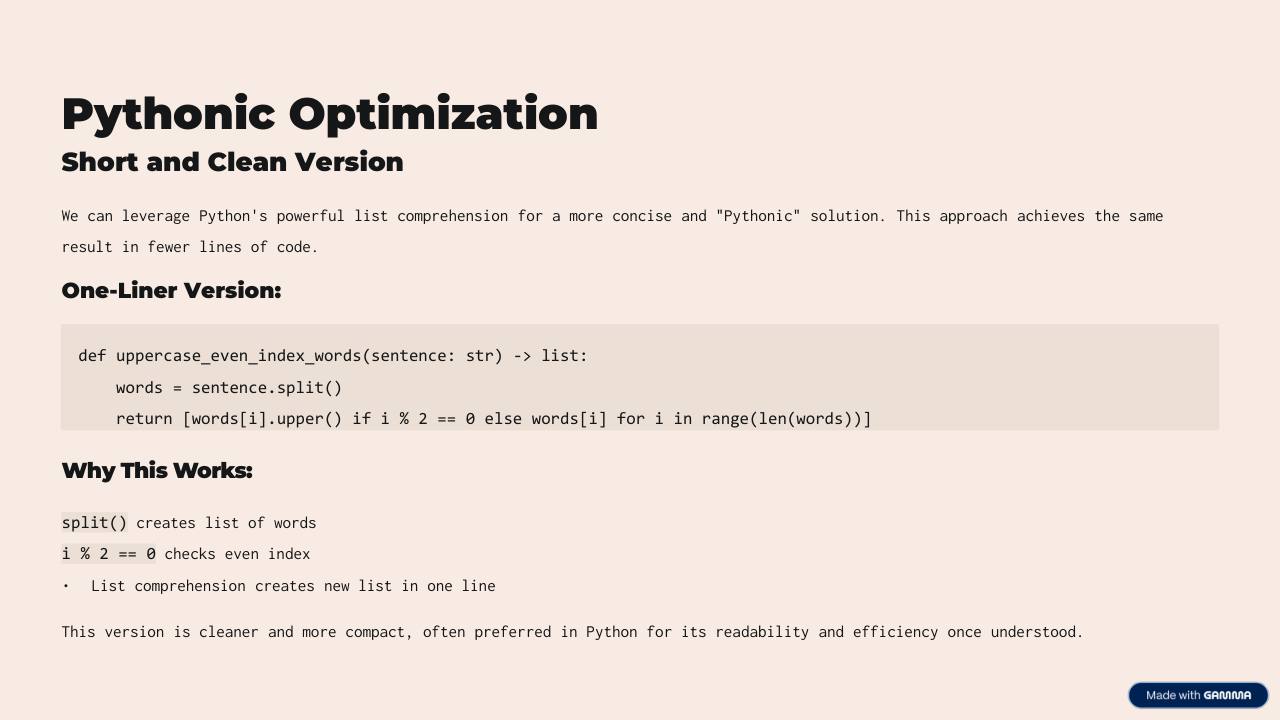 Pythonic Optimization
Short and Clean Version
We can leverage Python's powerful list comprehension for a more concise and "Pythonic" solution. This approach achieves the same
result in fewer lines of code.
One-Liner Version:
def uppercase_even_index_words(sentence: str) -> list:
    words = sentence.split()
    return [words[i].upper() if i % 2 == 0 else words[i] for i in range(len(words))]
Why This Works:
split() creates list of words
i % 2 == 0 checks even index
• List comprehension creates new list in one line
This version is cleaner and more compact, often preferred in Python for its readability and efficiency once understood.
Made with GAMMA